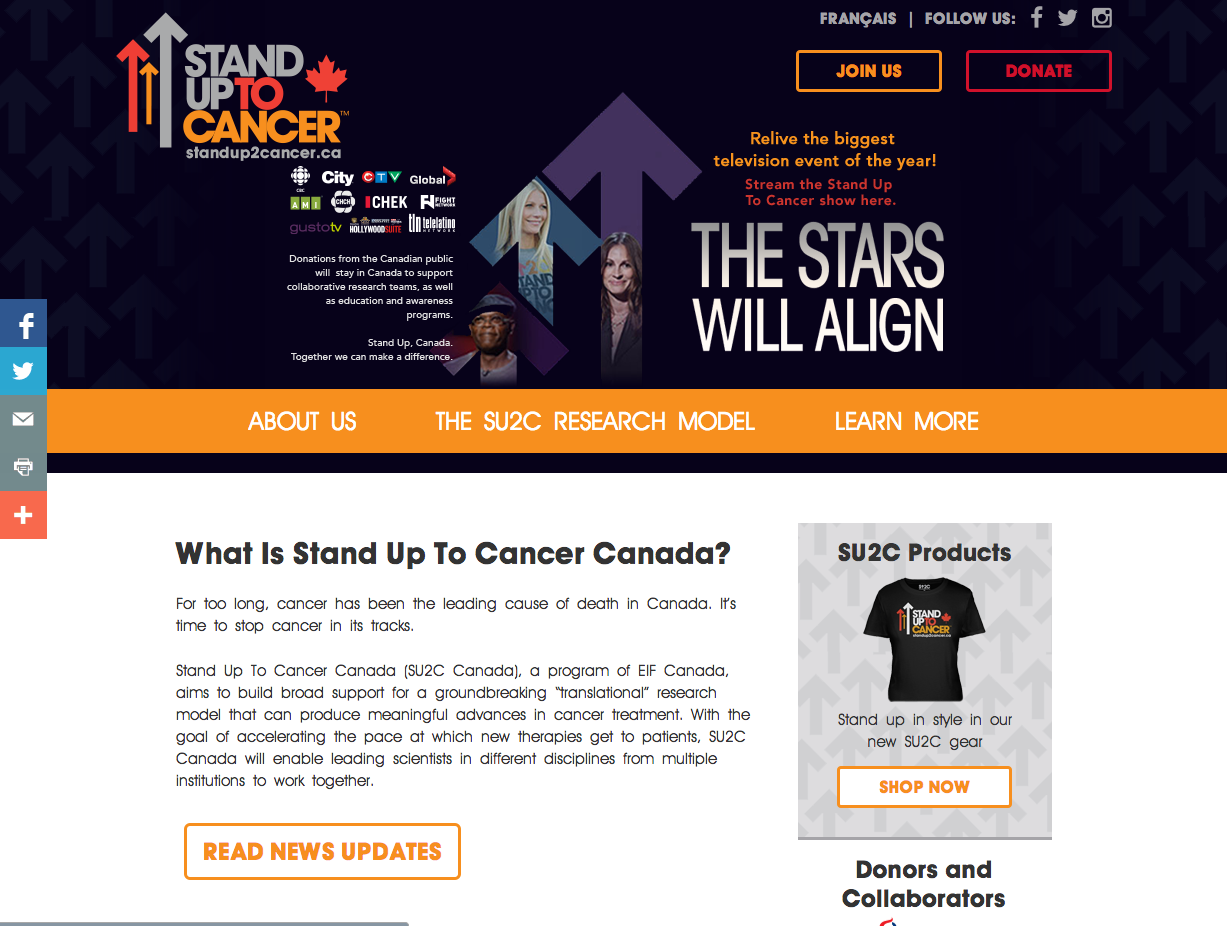 FRANÇAIS | FOLLOW US:
JOIN US
DONATE
STAND
UPTO
CANCER™
standup2cancer.ca
CBC
City
CTV
Global
AMI
CHCH
CHEK
FIGHT
NETWORK
gustotv
HOLLYWOODSUITE
tln telelatino
NETWORK
Donations from the Canadian public
will stay in Canada to support
collaborative research teams, as well
as education and awareness
programs.
Stand Up, Canada.
Together we can make a difference.
Relive the biggest
television event of the year!
Stream the Stand Up
To Cancer show here.
THE STARS
WILL ALIGN
ABOUT US
THE SU2C RESEARCH MODEL
LEARN MORE
What Is Stand Up To Cancer Canada?
For too long, cancer has been the leading cause of death in Canada. It’s
time to stop cancer in its tracks.
Stand Up To Cancer Canada (SU2C Canada), a program of EIF Canada,
aims to build broad support for a groundbreaking “translational” research
model that can produce meaningful advances in cancer treatment. With the
goal of accelerating the pace at which new therapies get to patients, SU2C
Canada will enable leading scientists in different disciplines from multiple
institutions to work together.
READ NEWS UPDATES
SU2C Products
STAND
UPTO
CANCER
standup2cancer.ca
Stand up in style in our
new SU2C gear
SHOP NOW
Donors and
Collaborators